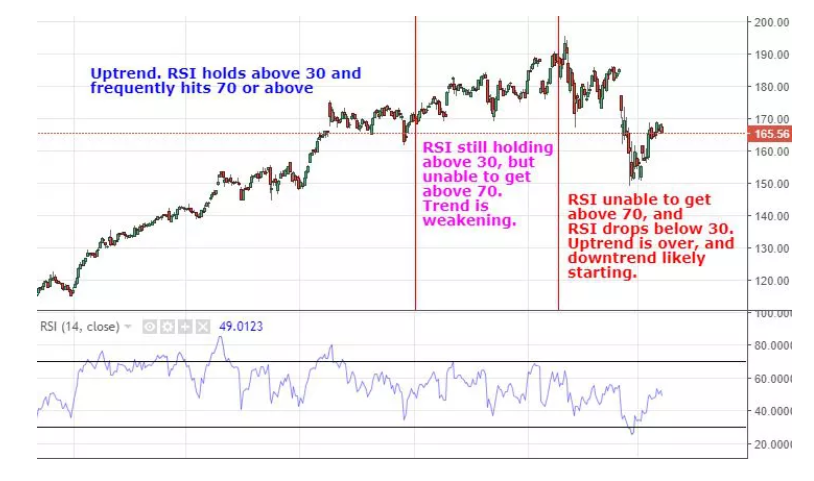 200.00
Uptrend. RSI holds above 30 and
frequently hits 70 or above
190.00
180.00
170.00
165.56
160.00
150.00
140.00
130.00
120.00
RSI still holding
above 30, but
unable to get
above 70.
Trend is
weakening.
RSI unable to get
above 70, and
RSI drops below 30.
Uptrend is over, and
downtrend likely
starting.
RSI (14, close) 49.0123
100.00
80.0000
60.0000
40.0000
20.0000